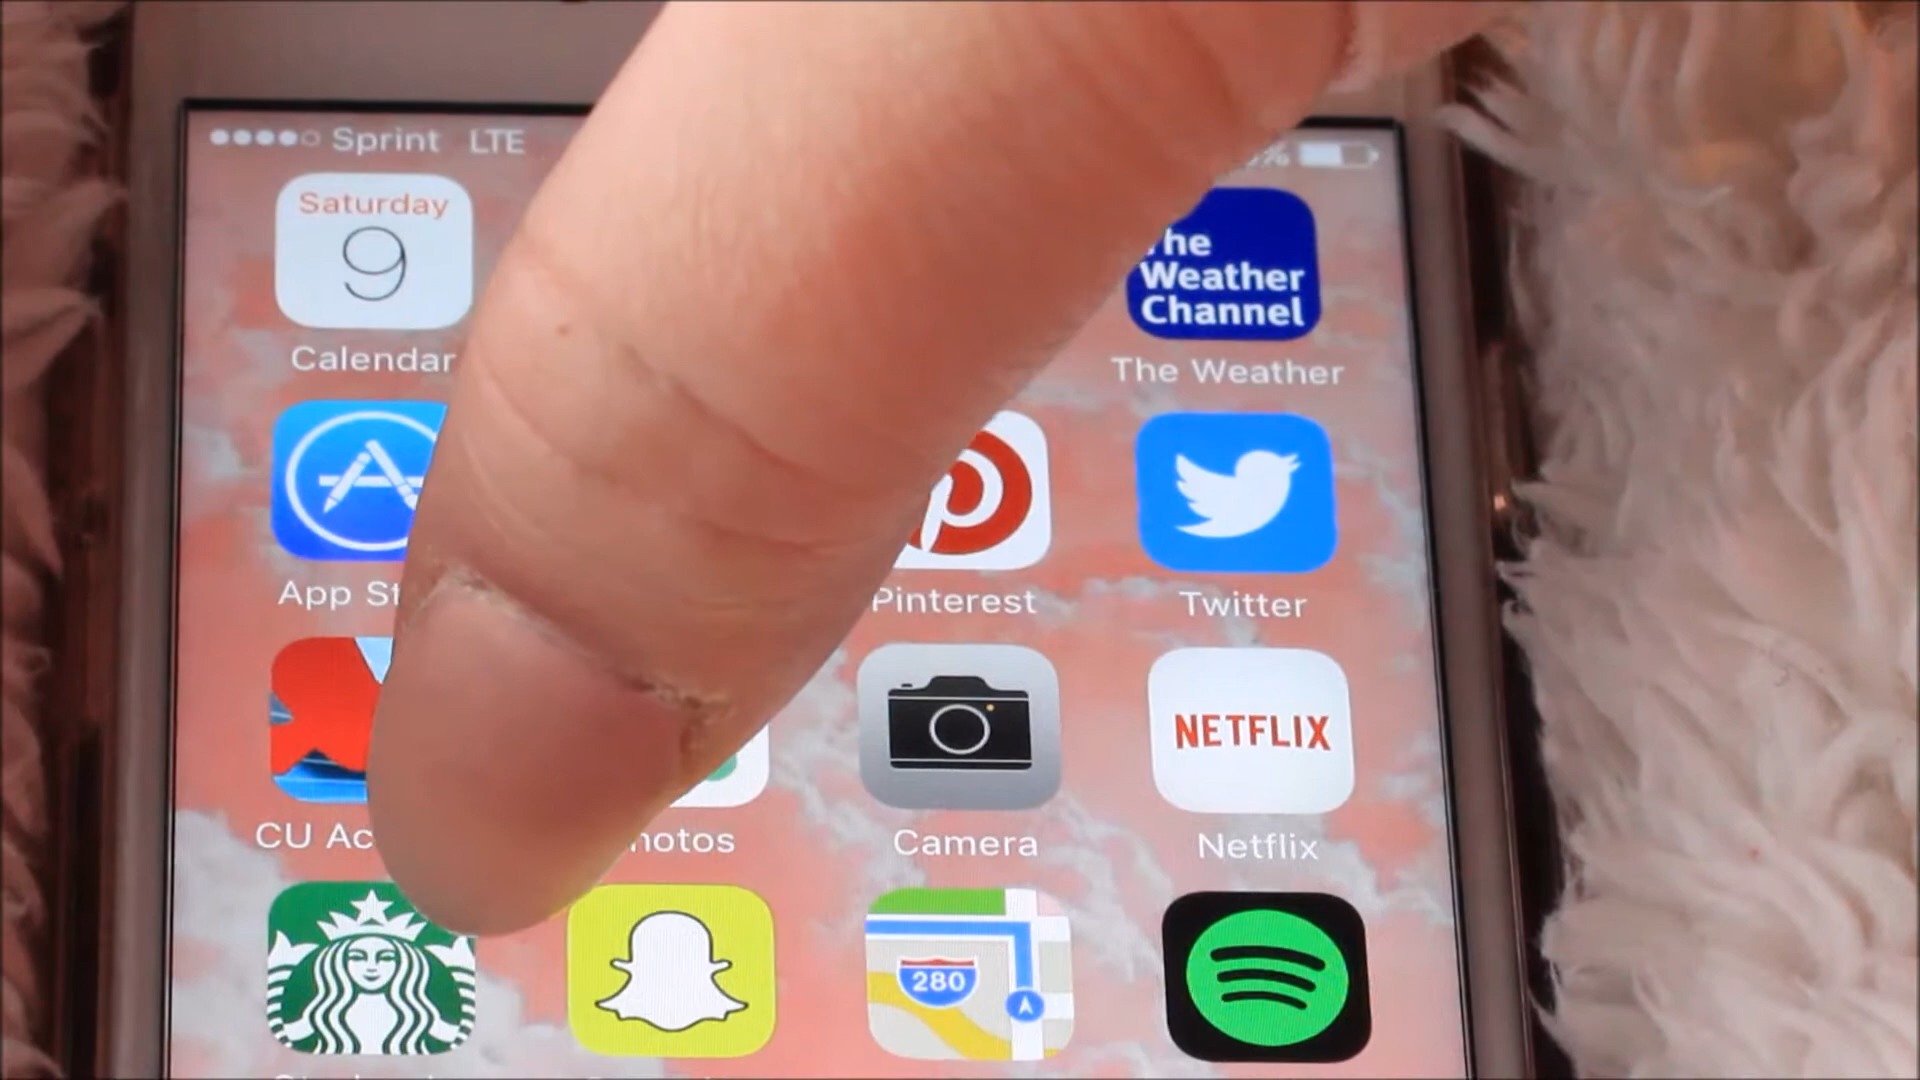 Sprint LTE
%
Saturday
9
The
Weather
Channel
Calendar
The Weather
App St
Pinterest
Twitter
NETFLIX
CU Ac
hotos
Camera
Netflix
280